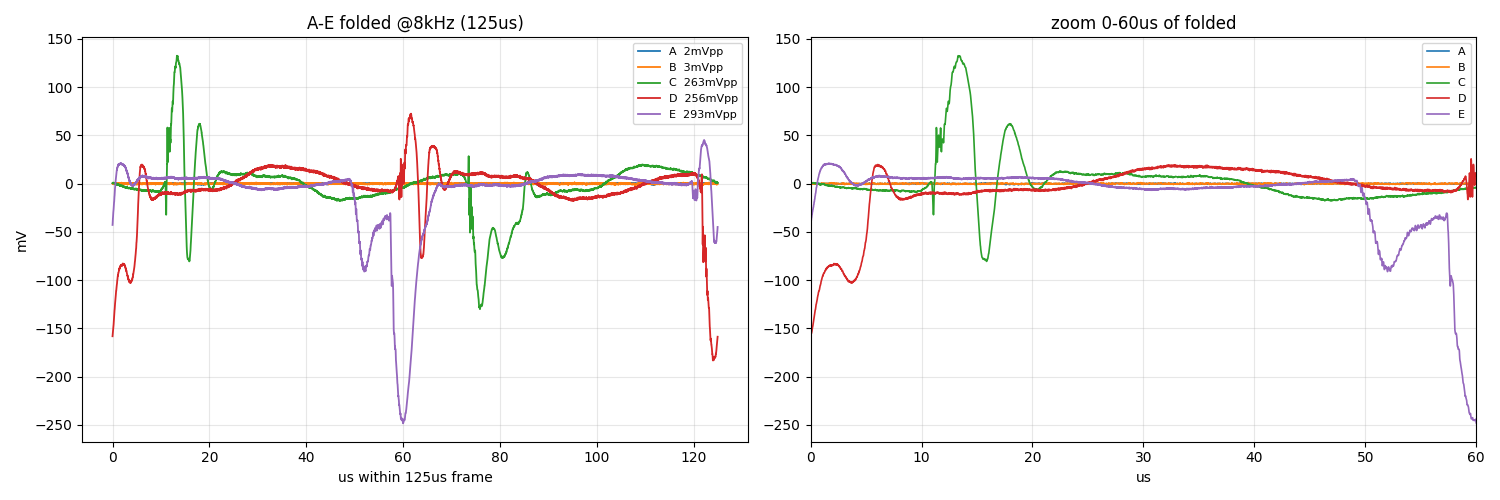 A-E folded @8kHz (125us)
150
100
50
0
−50
−100
−150
−200
−250
mV
0
20
40
60
80
100
120
us within 125us frame
A 2mVpp
B 3mVpp
C 263mVpp
D 256mVpp
E 293mVpp
zoom 0-60us of folded
150
100
50
0
−50
−100
−150
−200
−250
0
10
20
30
40
50
60
us
A
B
C
D
E